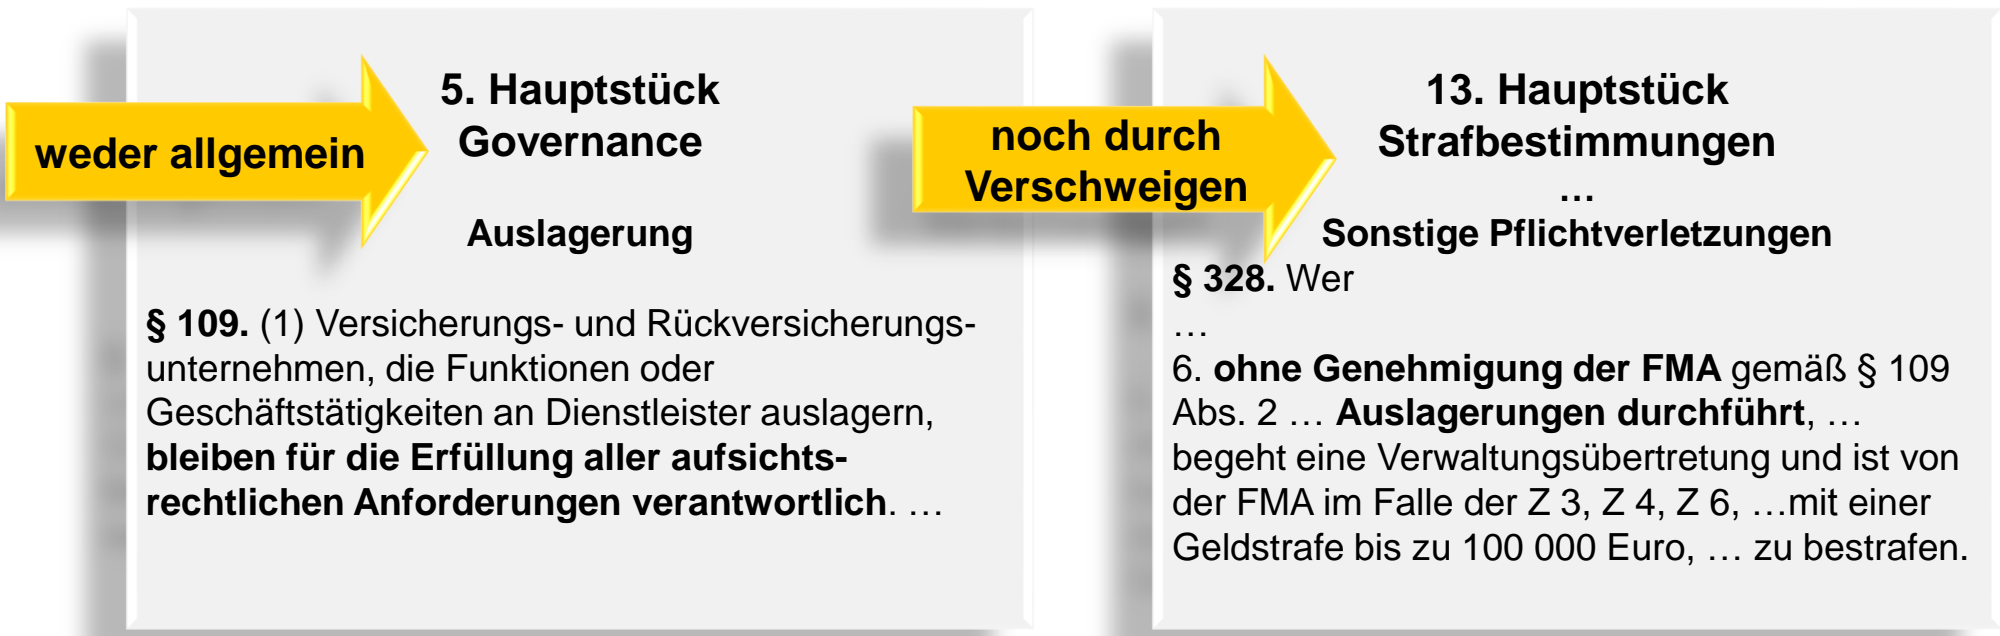 weder allgemein
5. Hauptstück
Governance
Auslagerung
§ 109. (1) Versicherungs- und Rückversicherungs-
unternehmen, die Funktionen oder
Geschäftstätigkeiten an Dienstleister auslagern,
bleiben für die Erfüllung aller aufsichts-
rechtlichen Anforderungen verantwortlich. …
noch durch
Verschweigen
13. Hauptstück
Strafbestimmungen
…
Sonstige Pflichtverletzungen
§ 328. Wer
…
6. ohne Genehmigung der FMA gemäß § 109
Abs. 2 … Auslagerungen durchführt, …
begeht eine Verwaltungsübertretung und ist von
der FMA im Falle der Z 3, Z 4, Z 6, …mit einer
Geldstrafe bis zu 100 000 Euro, … zu bestrafen.